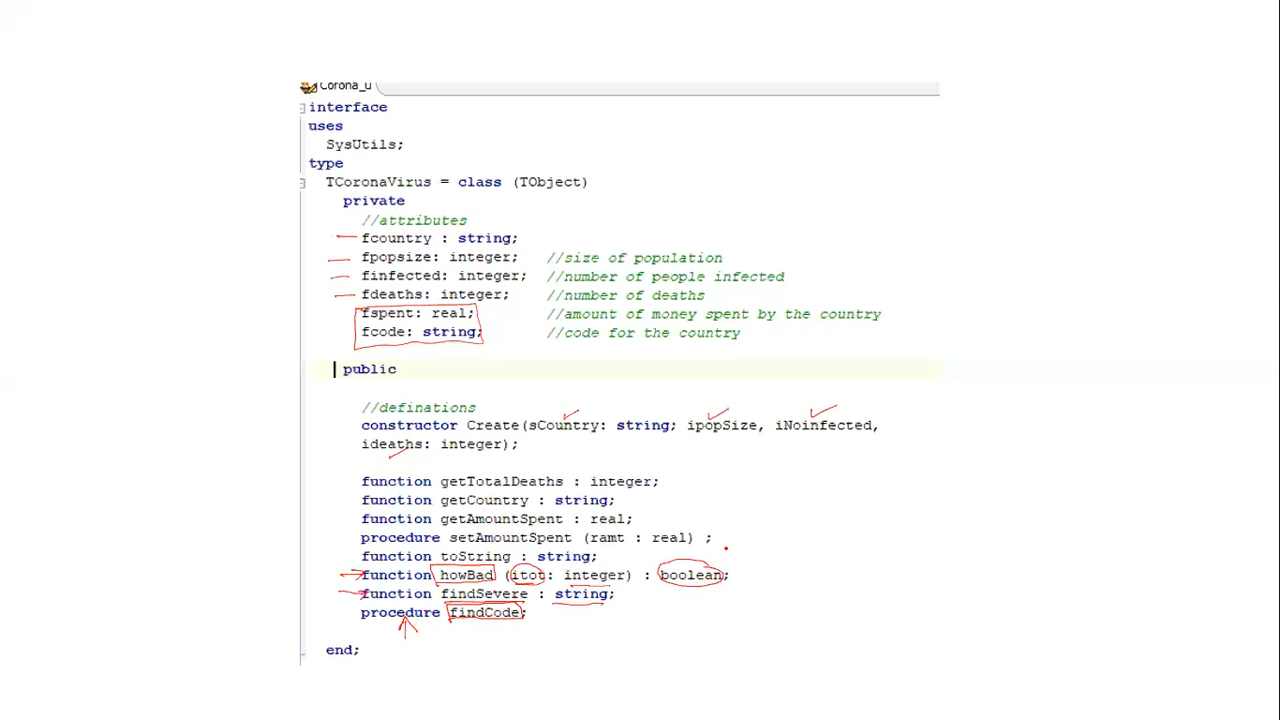 Corona_u
interface
uses
SysUtils;
type
TCoronaVirus = class (TObject)
private
//attributes
fcountry : string;
fpopsize: integer; //size of population
finfected: integer; //number of people infected
fdeaths: integer; //number of deaths
fspent: real; //amount of money spent by the country
fcode: string; //code for the country
public
//definations
constructor Create(sCountry: string; ipopSize, iNoinfected,
ideaths: integer);
function getTotalDeaths : integer;
function getCountry : string;
function getAmountSpent : real;
procedure setAmountSpent (ramt : real) ;
function toString : string;
function howBad (itot: integer) : boolean;
function findSevere : string;
procedure findCode;
end;